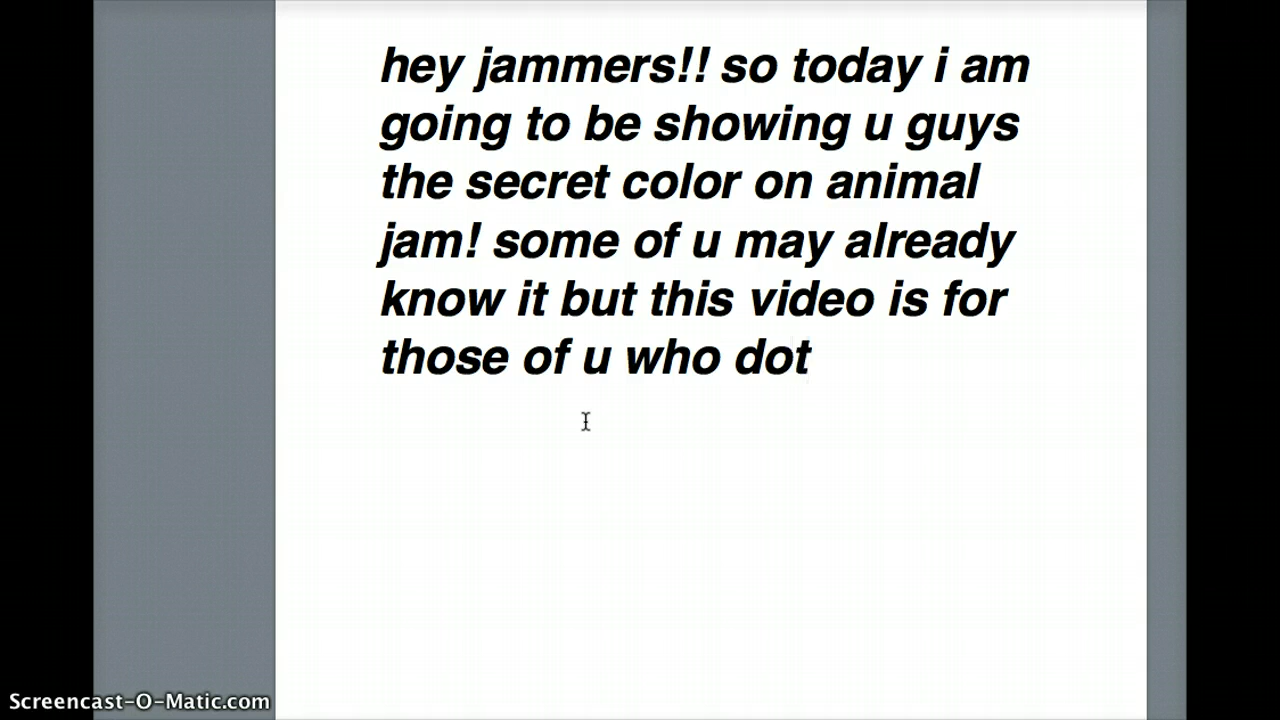 hey jammers!! so today i am
going to be showing u guys
the secret color on animal
jam! some of u may already
know it but this video is for
those of u who dot
Screencast-O-Matic.com